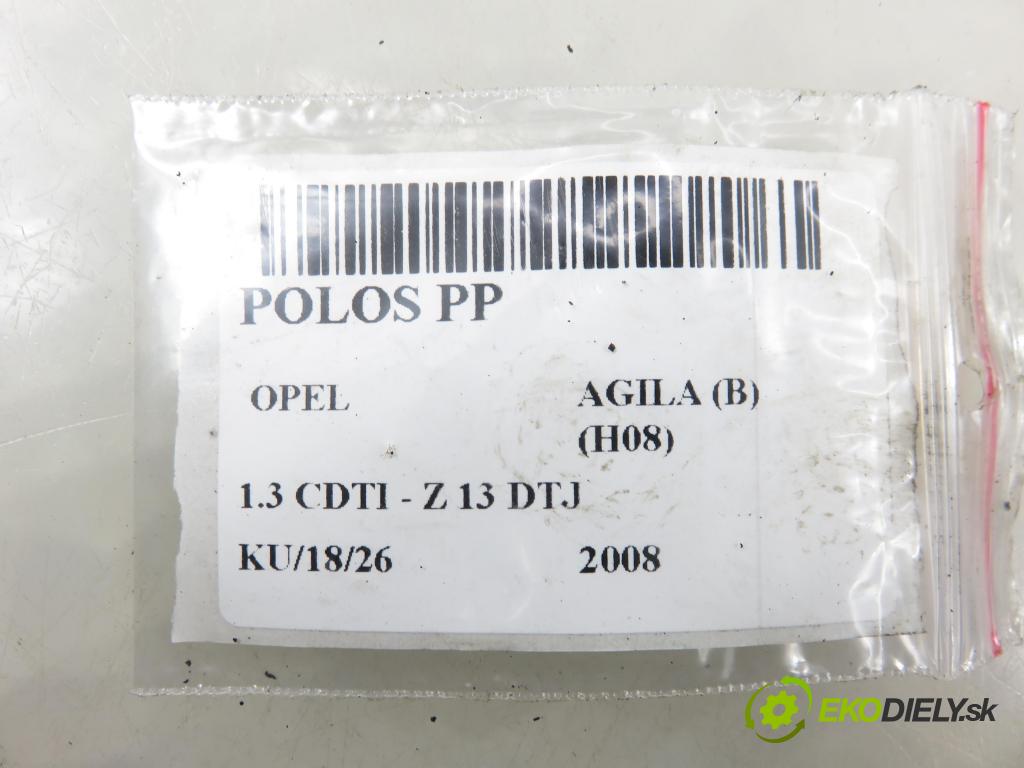 POLOS PP
OPEL AGILA (B)
(H08)
1.3 CDTI - Z 13 DTJ
KU/18/26 2008
EKODIELY.sk